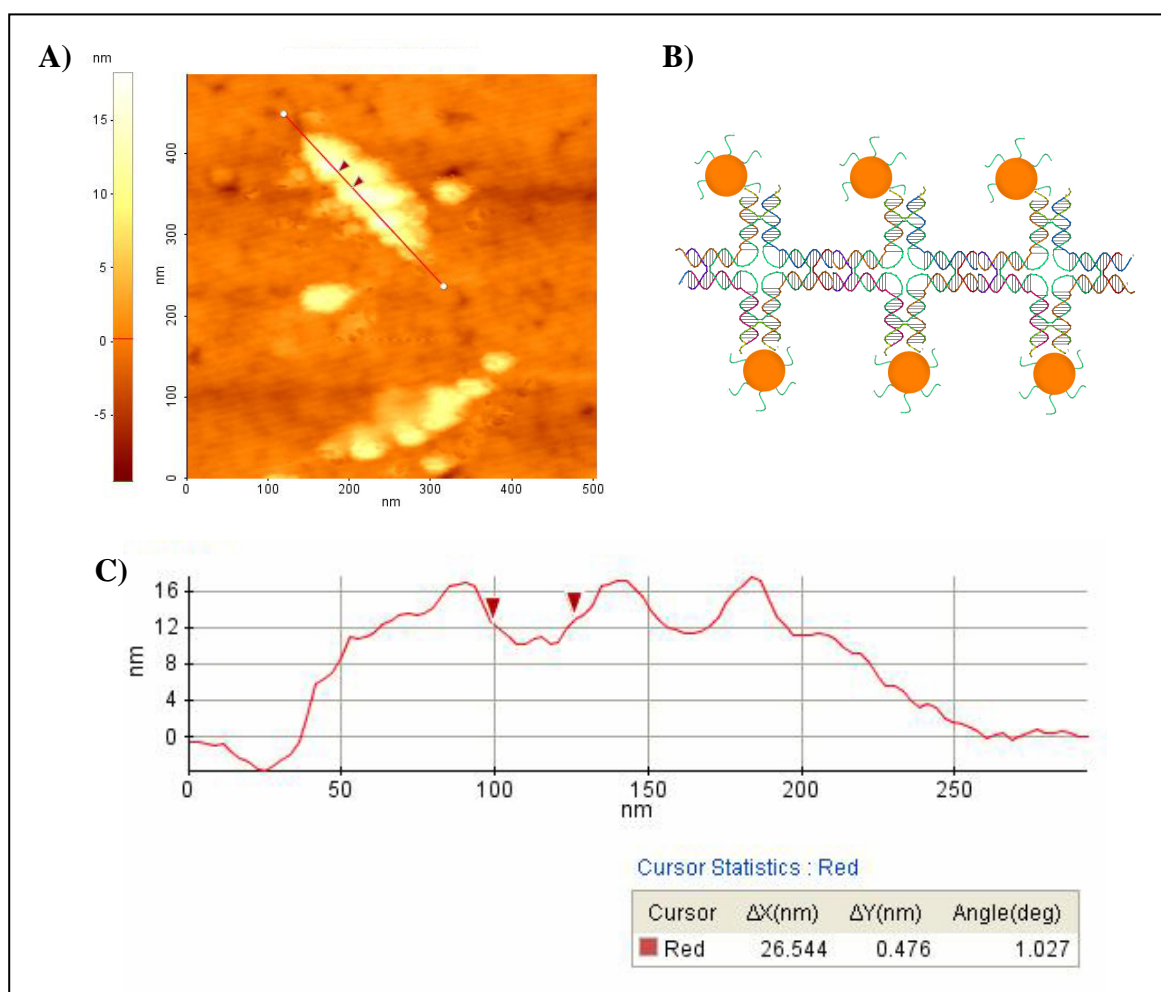 A)
B)
nm
15
10
5
0
-5
400
300
200
100
0
nm
0 100 200 300 400 500
nm
C)
16
12
8
4
0
nm
0 50 100 150 200 250
nm
Cursor Statistics : Red
Cursor ΔX(nm) ΔY(nm) Angle(deg)
Red 26.544 0.476 1.027